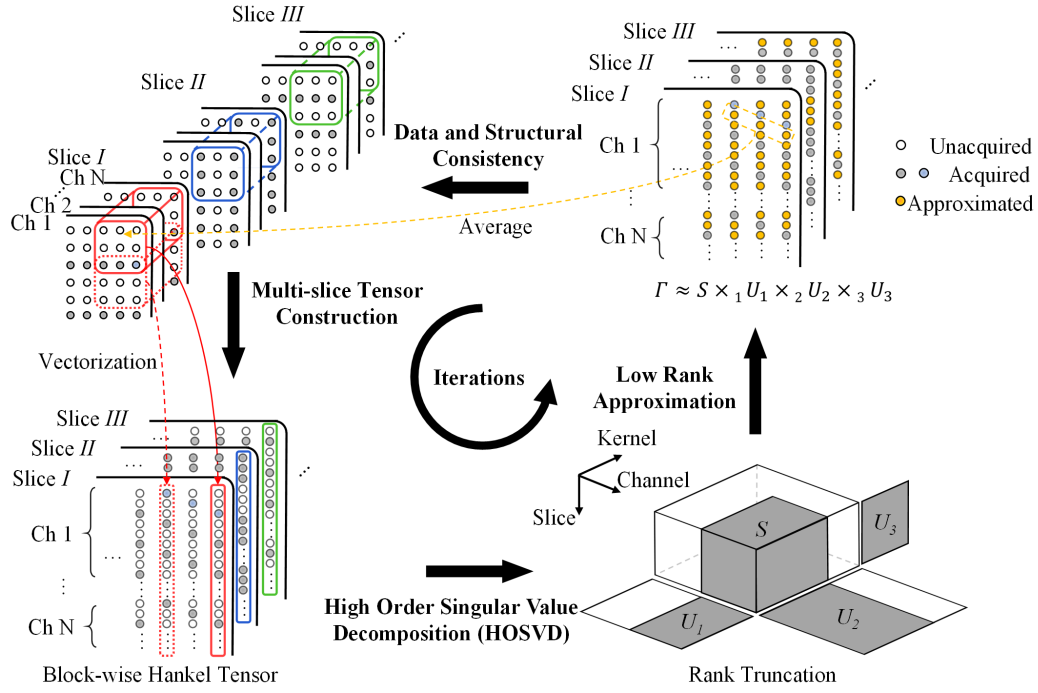 Slice III
Slice II
Slice I
Ch N
Ch 2
Ch 1
Data and Structural
Consistency
Average
Slice III
Slice II
Slice I
Ch 1
Ch N
Unacquired
Acquired
Approximated
Γ ≈ S ×₁ U₁ ×₂ U₂ ×₃ U₃
Multi-slice Tensor
Construction
Vectorization
Iterations
Low Rank
Approximation
Slice III
Slice II
Slice I
Ch 1
Ch N
Block-wise Hankel Tensor
High Order Singular Value
Decomposition (HOSVD)
Kernel
Channel
Slice
S
U₃
U₁
U₂
Rank Truncation